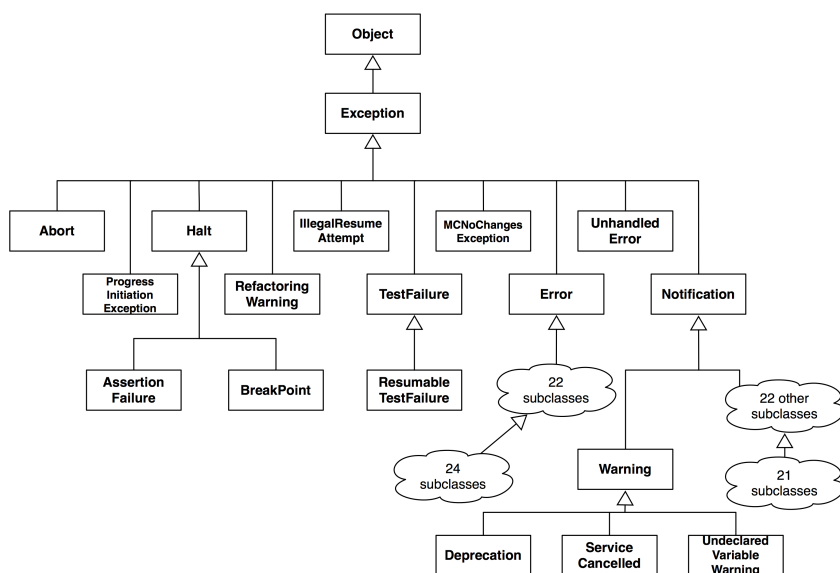 Object
Exception
Abort
Halt
IllegalResume
Attempt
MCNoChanges
Exception
Unhandled
Error
Progress
Initiation
Exception
Refactoring
Warning
TestFailure
Error
Notification
Assertion
Failure
BreakPoint
Resumable
TestFailure
22
subclasses
22 other
subclasses
24
subclasses
Warning
21
subclasses
Deprecation
Service
Cancelled
Undeclared
Variable
Warning